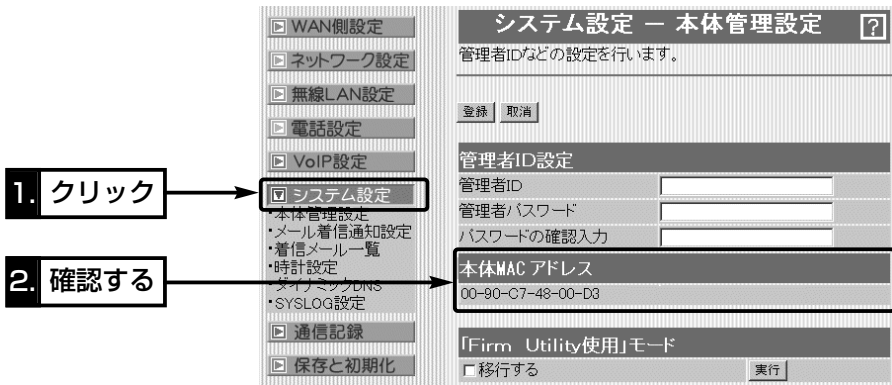 WAN側設定
ネットワーク設定
無線LAN設定
電話設定
VoIP設定
1. クリック
システム設定
・本体管理設定
・メール着信通知設定
・着信メール一覧
・時計設定
2. 確認する
・ダイナミックDNS
・SYSLOG設定
通信記録
保存と初期化
システム設定 － 本体管理設定
?
管理者IDなどの設定を行います。
登録 取消
管理者ID設定
管理者ID
管理者パスワード
パスワードの確認入力
本体MACアドレス
00-90-C7-48-00-D3
「Firm Utility使用」モード
移行する 実行